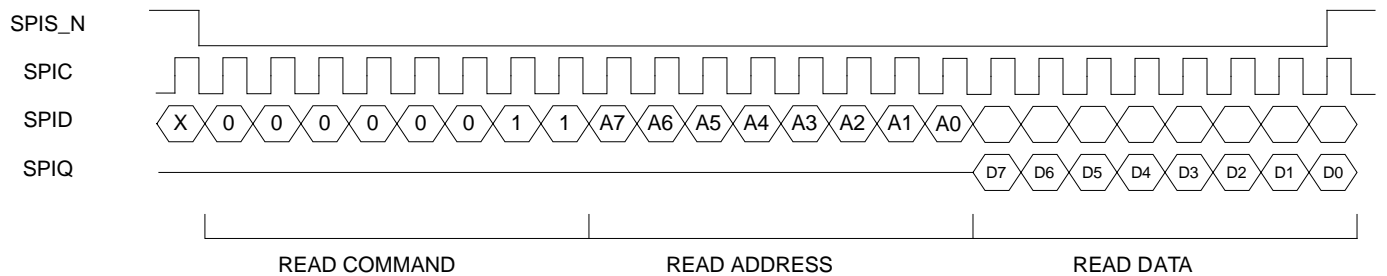 SPIS_N
SPIC
SPID X 0 0 0 0 0 0 1 1 A7 A6 A5 A4 A3 A2 A1 A0
SPIQ D7 D6 D5 D4 D3 D2 D1 D0
READ COMMAND READ ADDRESS READ DATA